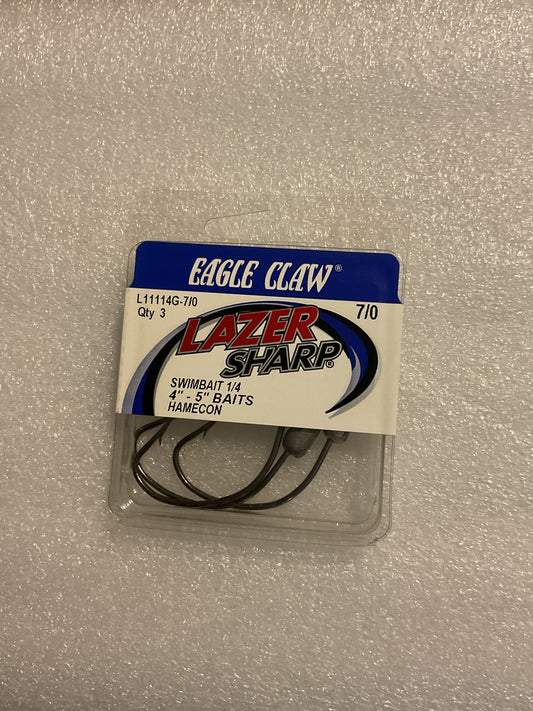 EAGLE CLAW®
L11114G-7/0
Qty 3
7/0
LAZER
SHARP®
SWIMBAIT 1/4
4" - 5" BAITS
HAMECON